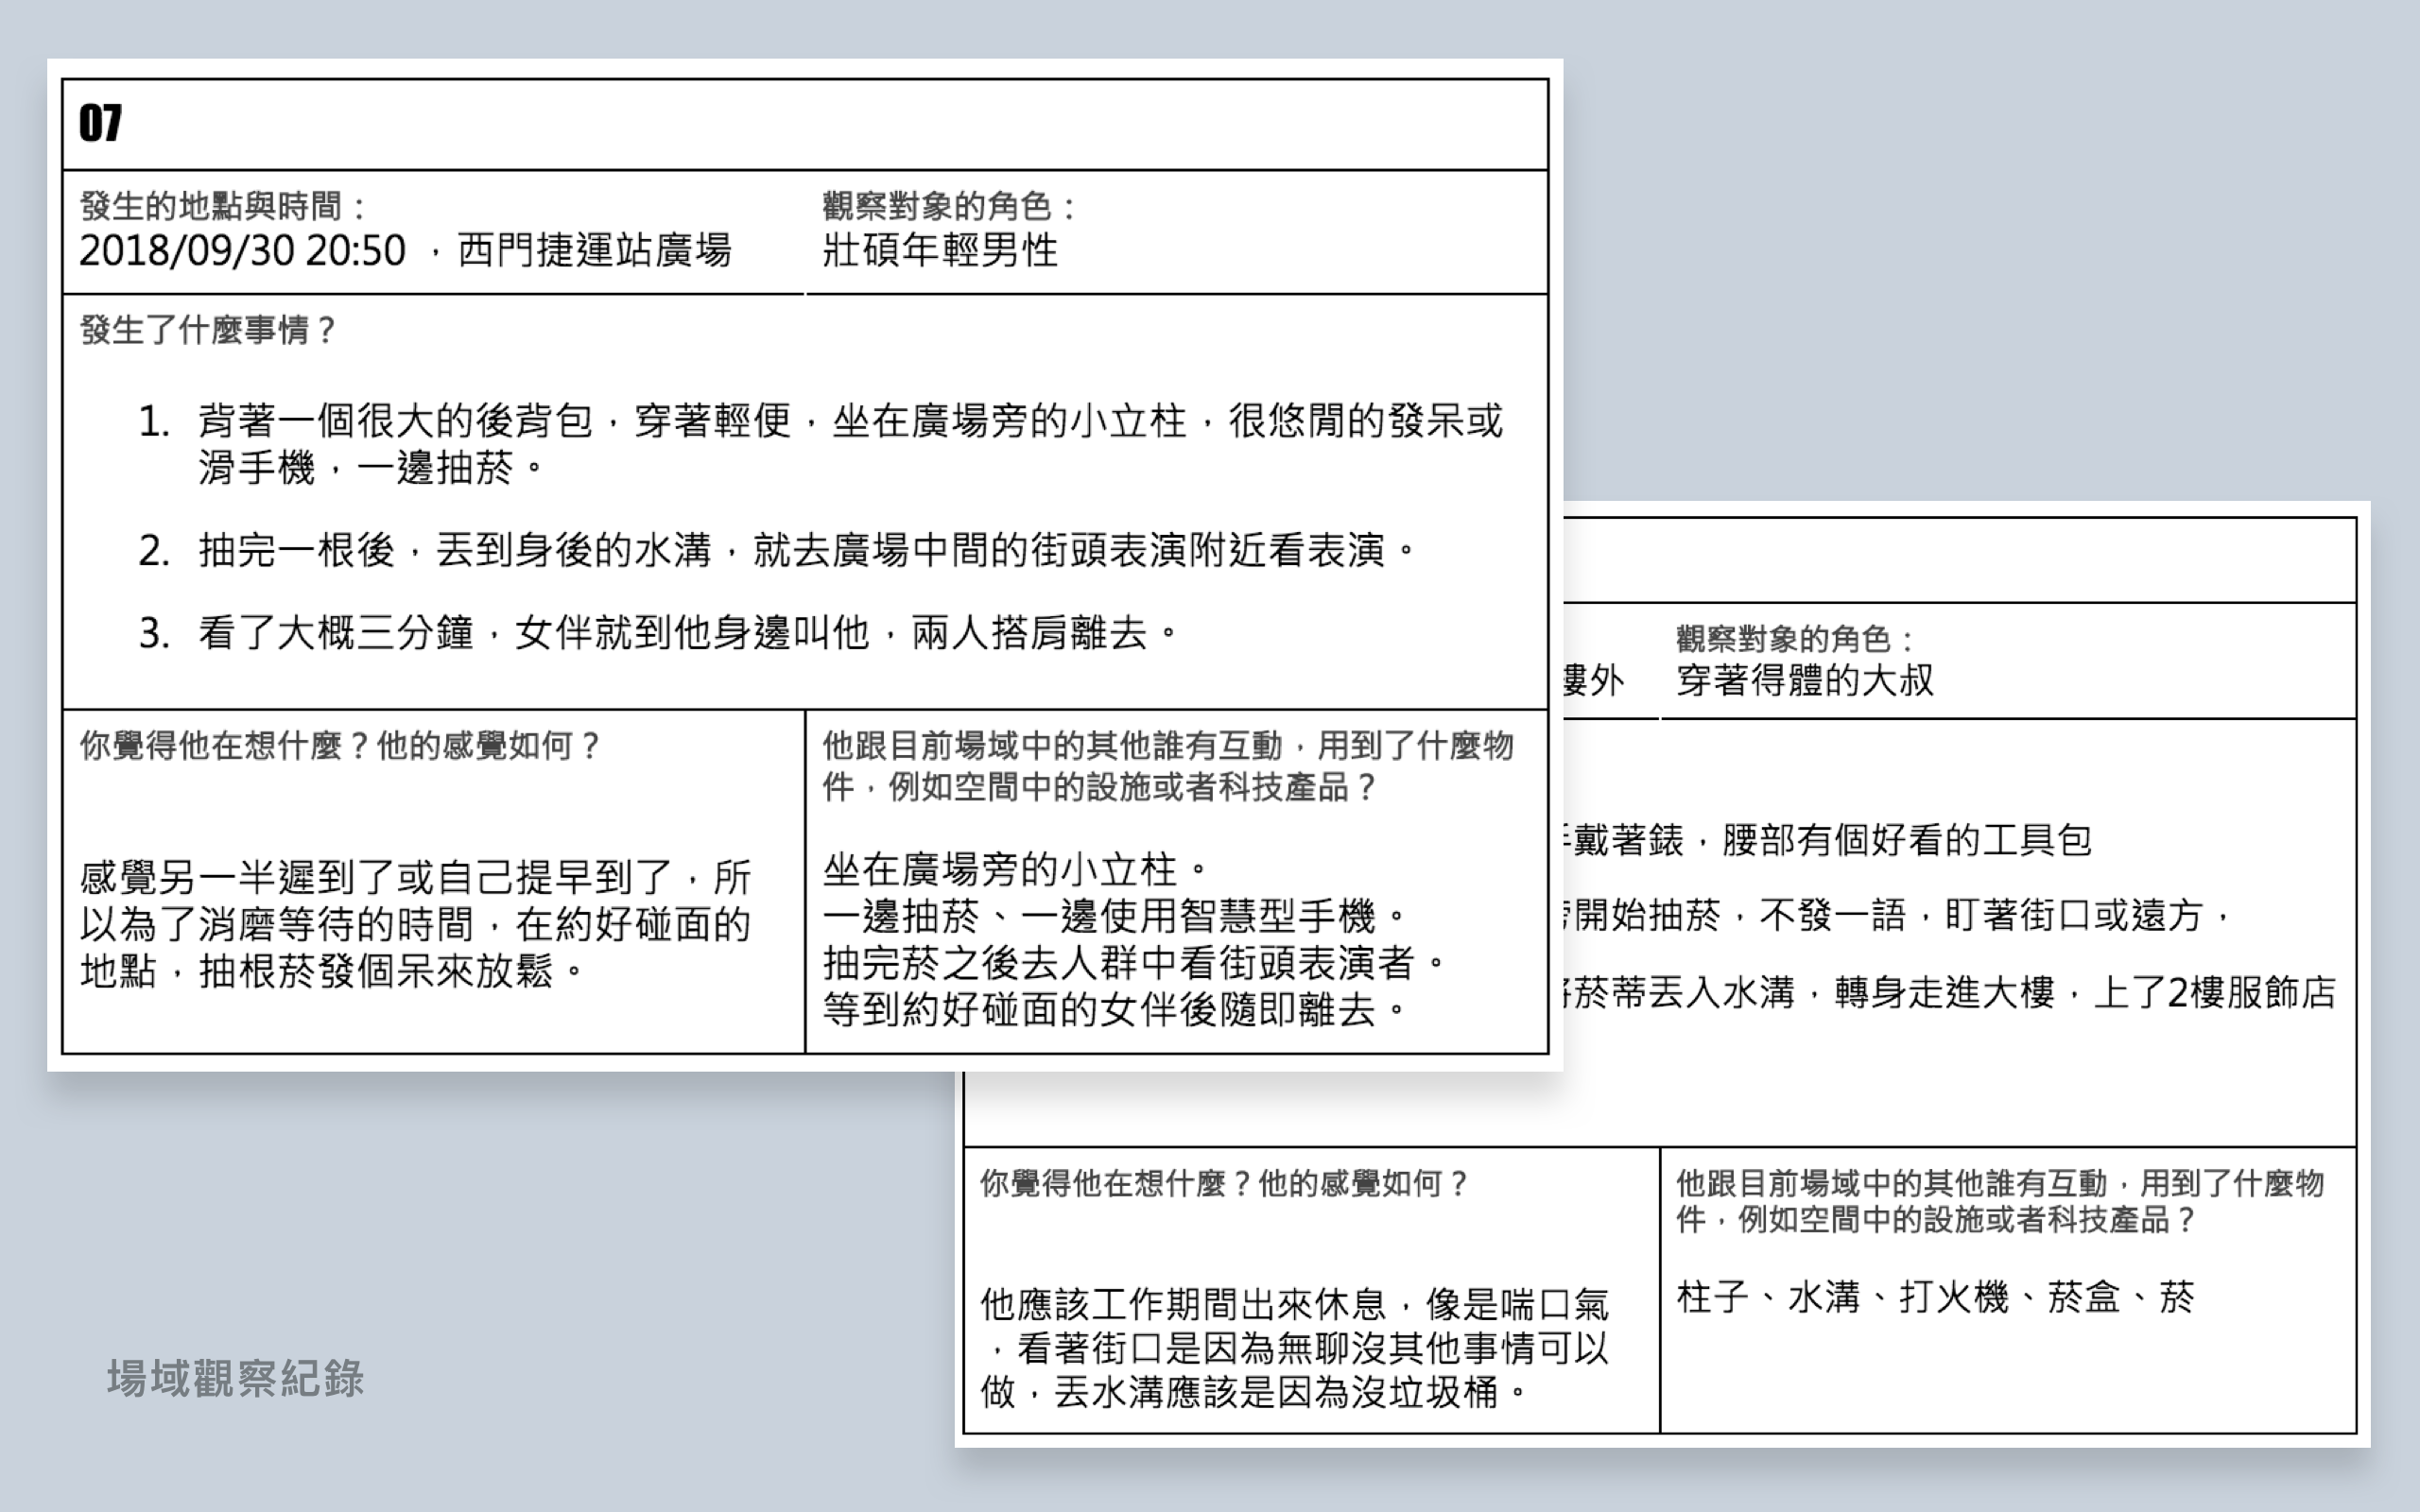 07
發生的地點與時間：
2018/09/30 20:50 ，西門捷運站廣場
觀察對象的角色：
壯碩年輕男性
發生了什麼事情？
1. 背著一個很大的後背包，穿著輕便，坐在廣場旁的小立柱，很悠閒的發呆或
滑手機，一邊抽菸。
2. 抽完一根後，丟到身後的水溝，就去廣場中間的街頭表演附近看表演。
3. 看了大概三分鐘，女伴就到他身邊叫他，兩人搭肩離去。
你覺得他在想什麼？他的感覺如何？
感覺另一半遲到了或自己提早到了，所
以為了消磨等待的時間，在約好碰面的
地點，抽根菸發個呆來放鬆。
他跟目前場域中的其他誰有互動，用到了什麼物
件，例如空間中的設施或者科技產品？
坐在廣場旁的小立柱。
一邊抽菸、一邊使用智慧型手機。
抽完菸之後去人群中看街頭表演者。
等到約好碰面的女伴後隨即離去。
外
觀察對象的角色：
穿著得體的大叔
戴著錶，腰部有個好看的工具包
開始抽菸，不發一語，盯著街口或遠方，
菸蒂丟入水溝，轉身走進大樓，上了2樓服飾店
你覺得他在想什麼？他的感覺如何？
他應該工作期間出來休息，像是喘口氣
，看著街口是因為無聊沒其他事情可以
做，丟水溝應該是因為沒垃圾桶。
他跟目前場域中的其他誰有互動，用到了什麼物
件，例如空間中的設施或者科技產品？
柱子、水溝、打火機、菸盒、菸
場域觀察紀錄